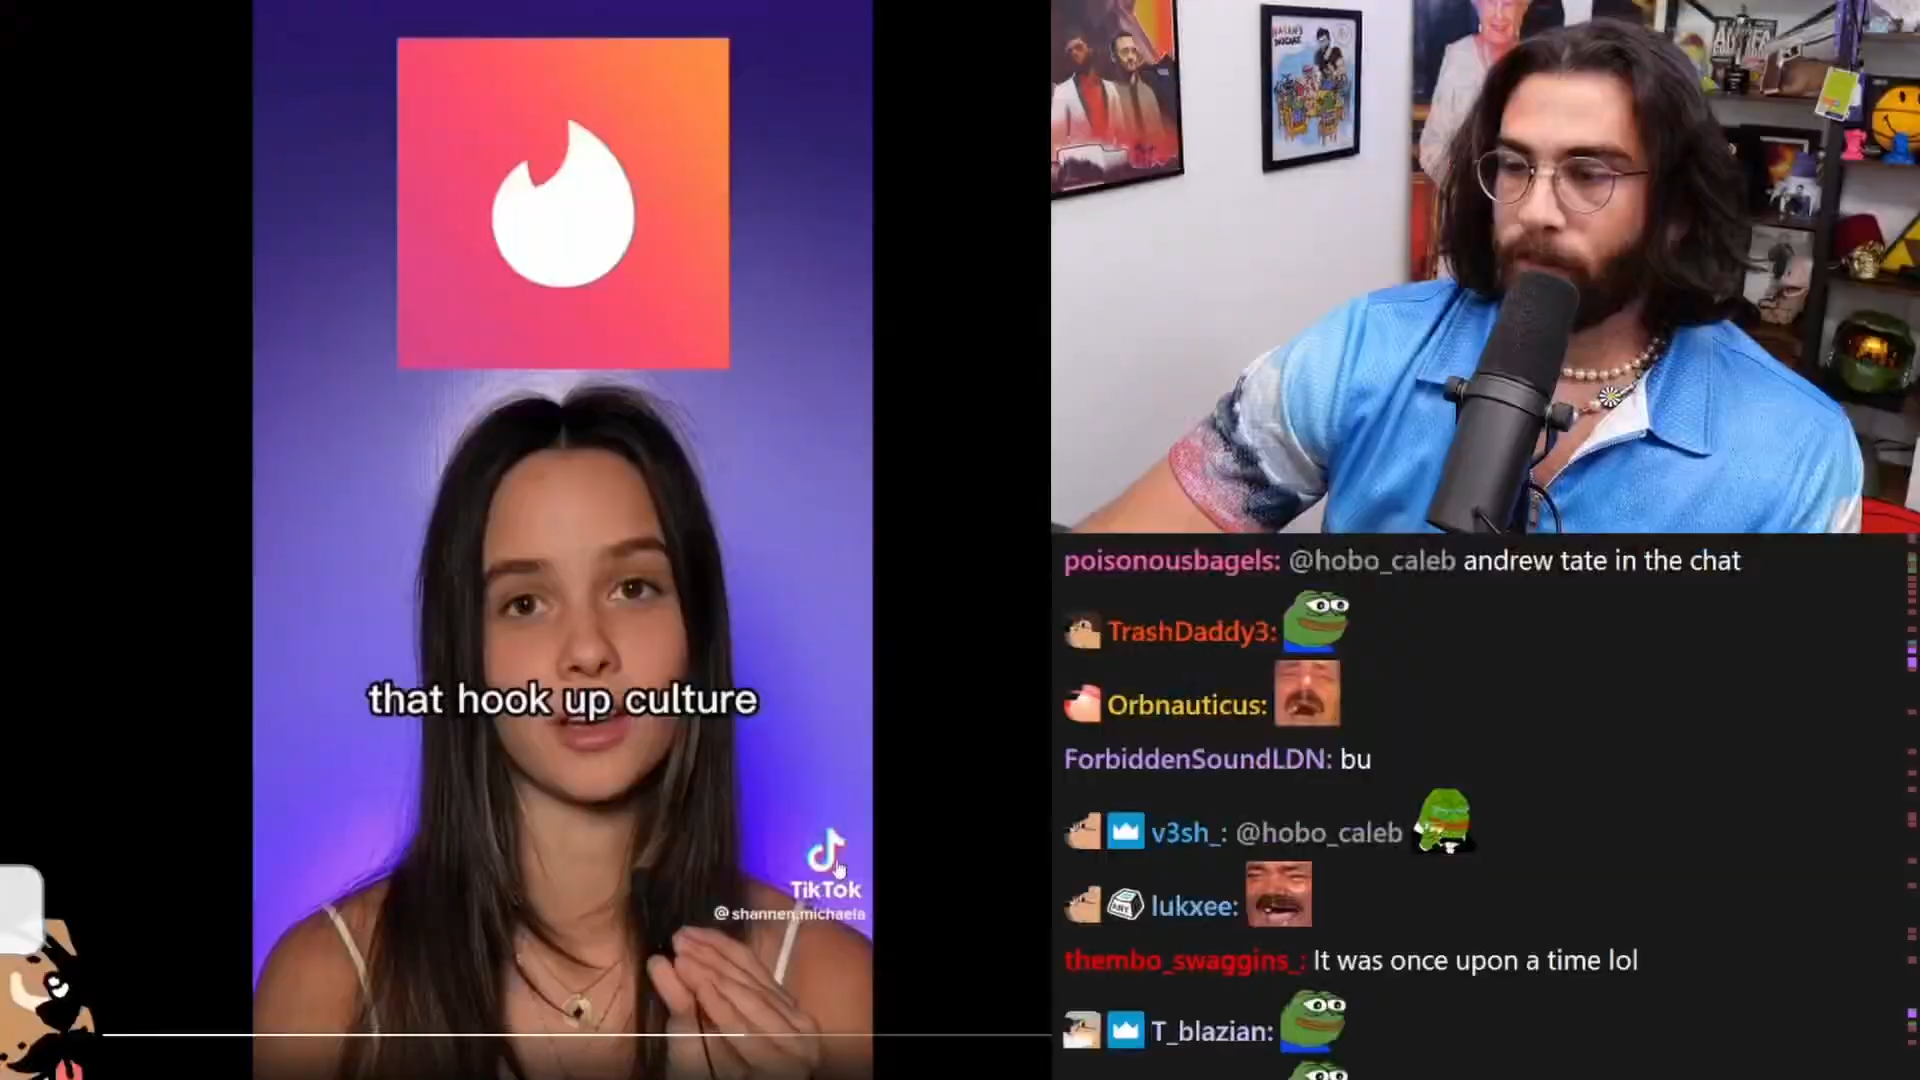 that hook up culture
TikTok
@shannen.michaela
poisonousbagels: @hobo_caleb andrew tate in the chat
TrashDaddy3:
Orbnauticus:
ForbiddenSoundLDN: bu
v3sh_: @hobo_caleb
lukxee:
thembo_swaggins_: It was once upon a time lol
T_blazian: